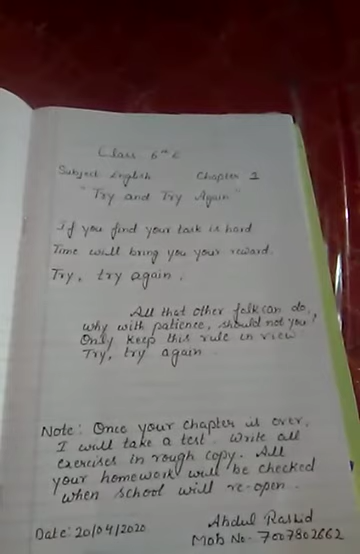 Class 6th E
Subject English Chapter 1
"Try and Try Again"
If you find your task is hard
Time will bring you your reward.
Try, try again.
All that other folk can do,
why with patience, should not you?
Only keep this rule in view
Try, try again
Note: Once your chapter is over,
I will take a test. Write all
exercises in rough copy. All
your homework will be checked
when school will re-open.
Date: 20/04/2020
Abdul Rashid
Mob No- 7007802662